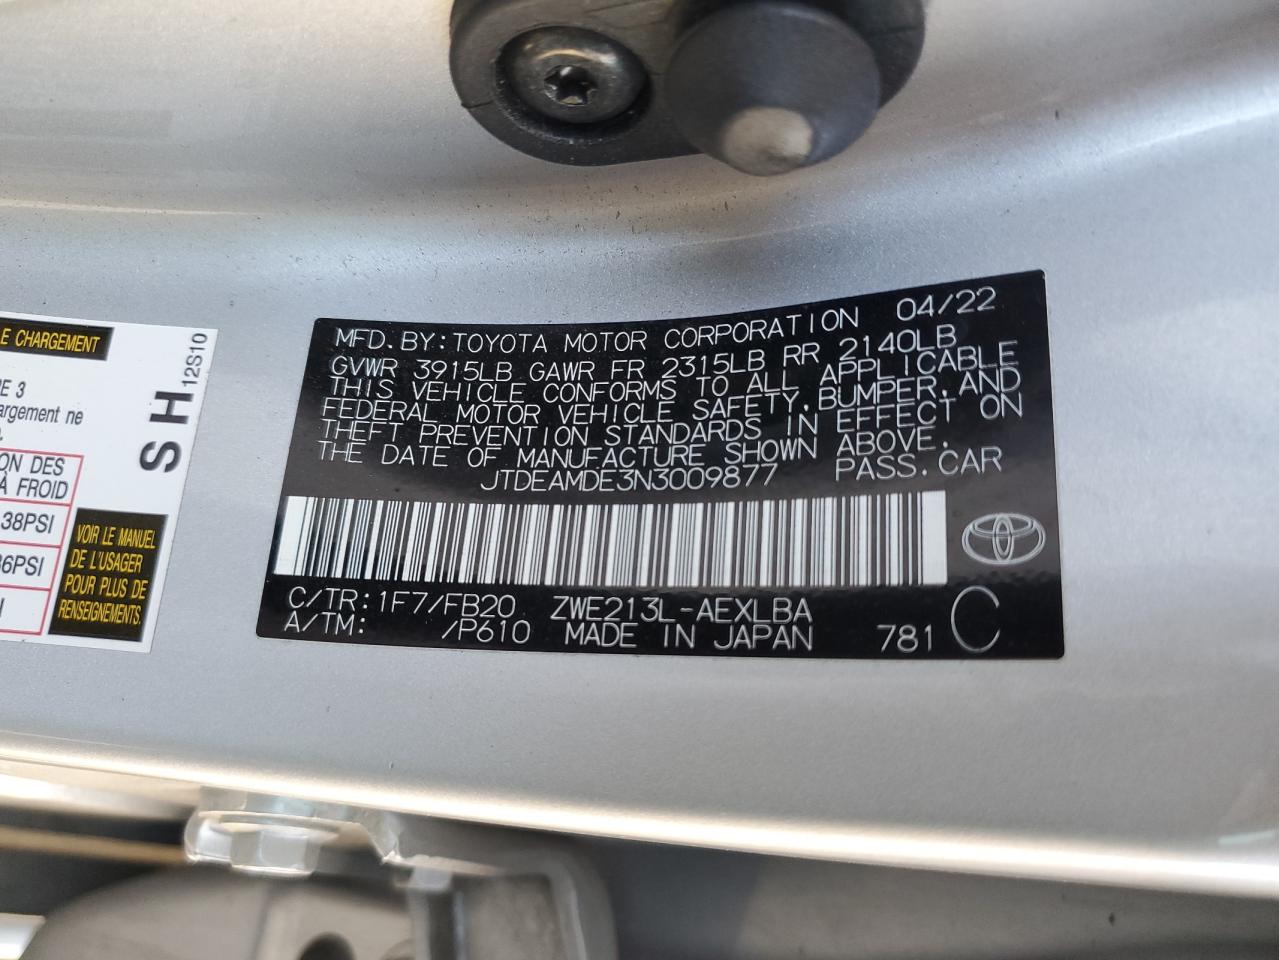 LE CHARGEMENT
E 3
argement ne
ON DES
À FROID
38PSI
36PSI
VOIR LE MANUEL
DE L'USAGER
POUR PLUS DE
RENSEIGNEMENTS.
SH
12S10
MFD.BY:TOYOTA MOTOR CORPORATION 04/22
GVWR 3915LB GAWR FR 2315LB RR 2140LB
THIS VEHICLE CONFORMS TO ALL APPLICABLE
FEDERAL MOTOR VEHICLE SAFETY,BUMPER,AND
THEFT PREVENTION STANDARDS IN EFFECT ON
THE DATE OF MANUFACTURE SHOWN ABOVE.
JTDEAMDE3N3009877 PASS.CAR
C/TR:1F7/FB20 ZWE213L-AEXLBA
A/TM: /P610 MADE IN JAPAN 781 C